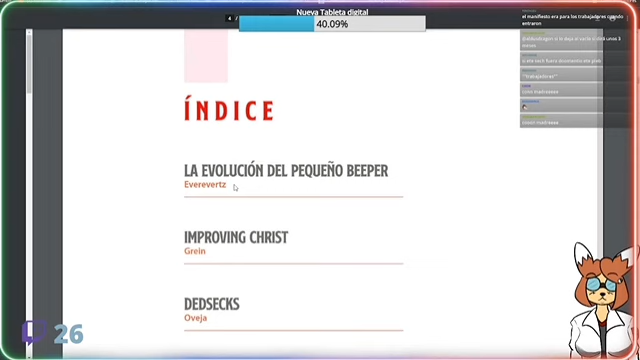 Nueva Tableta digital
40.09%
4 /
el manifiesto era para los trabajadores cuando
entraron
ÍNDICE
LA EVOLUCIÓN DEL PEQUEÑO BEEPER
Everevertz
IMPROVING CHRIST
Grein
DEDSECKS
Oveja
26